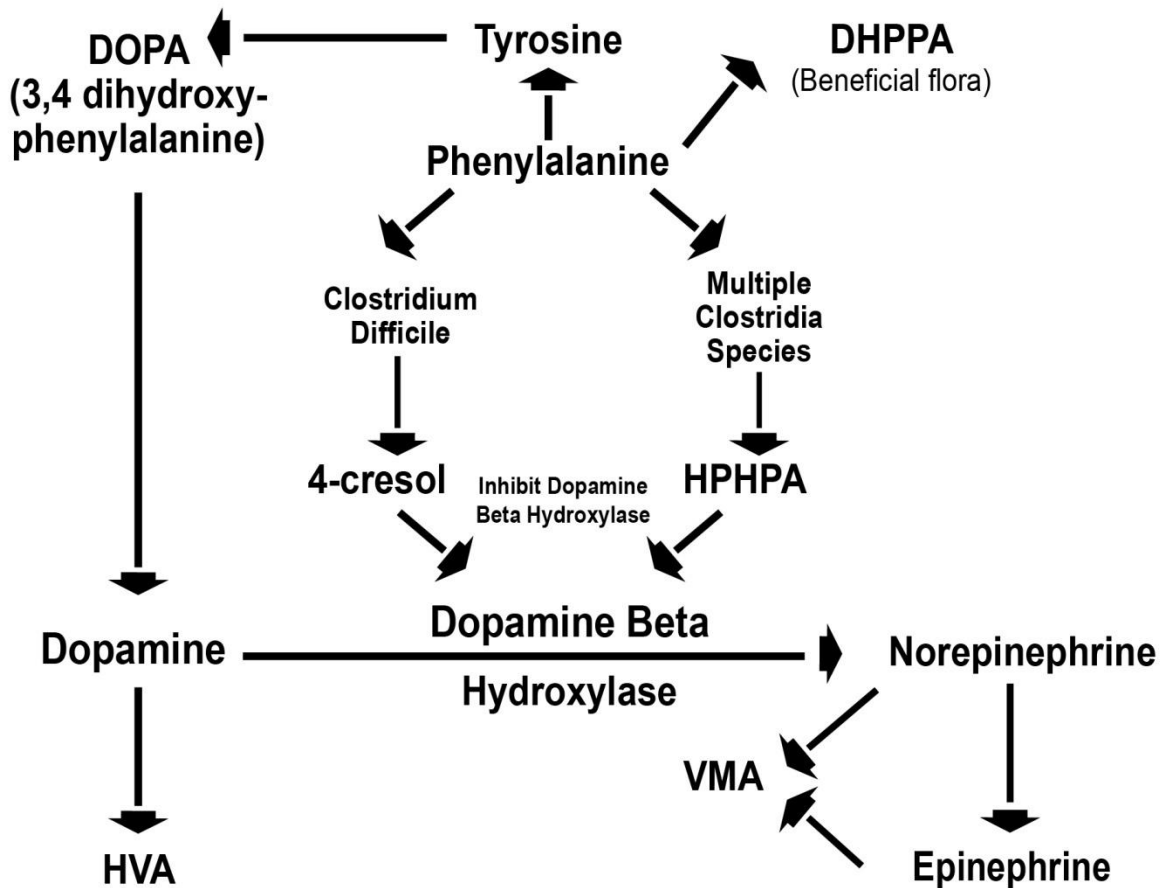 DOPA
(3,4 dihydroxy-
phenylalanine)
Tyrosine
DHPPA
(Beneficial flora)
Phenylalanine
Clostridium
Difficile
Multiple
Clostridia
Species
4-cresol
Inhibit Dopamine
Beta Hydroxylase
HPHPA
Dopamine
Dopamine Beta
Hydroxylase
Norepinephrine
VMA
HVA
Epinephrine